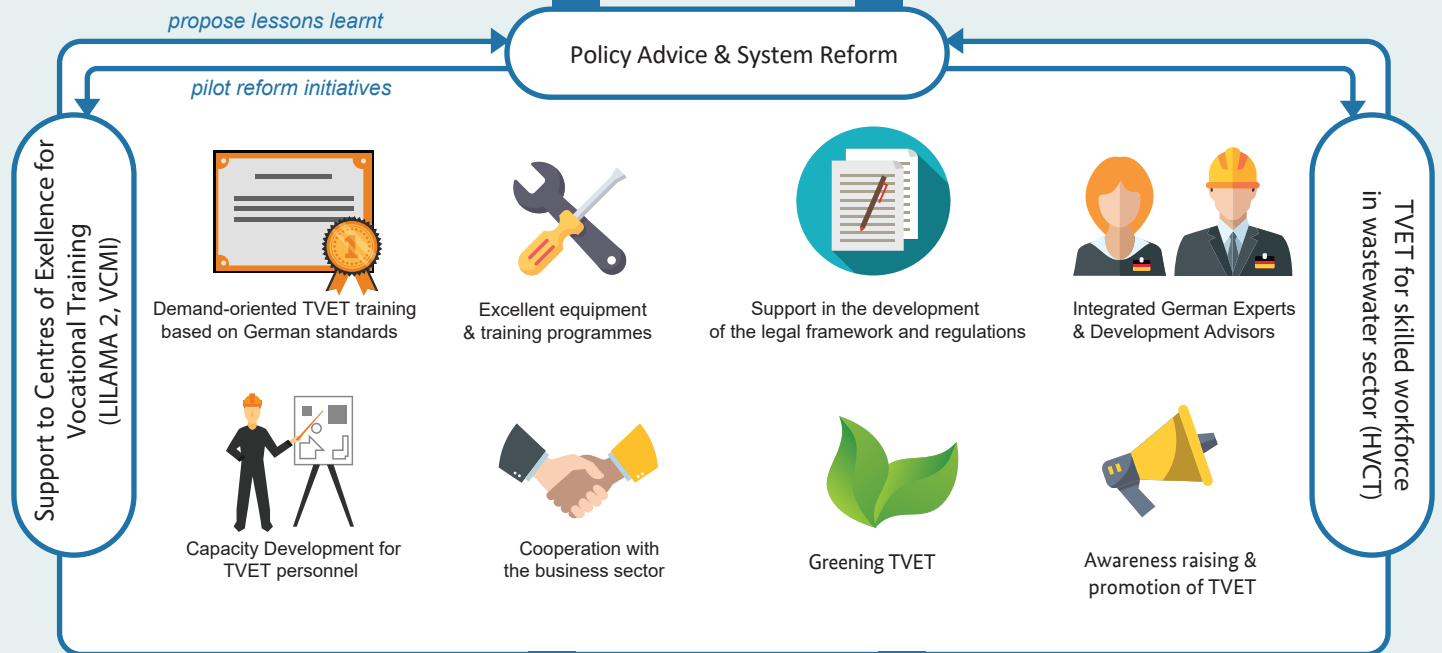 propose lessons learnt
Policy Advice & System Reform
pilot reform initiatives
Support to Centres of Exellence for
Vocational Training
(LILAMA 2, VCMI)
TVET for skilled workforce
in wastewater sector (HVCT)
1
Demand-oriented TVET training
based on German standards
Excellent equipment
& training programmes
Support in the development
of the legal framework and regulations
Integrated German Experts
& Development Advisors
Capacity Development for
TVET personnel
Cooperation with
the business sector
Greening TVET
Awareness raising &
promotion of TVET